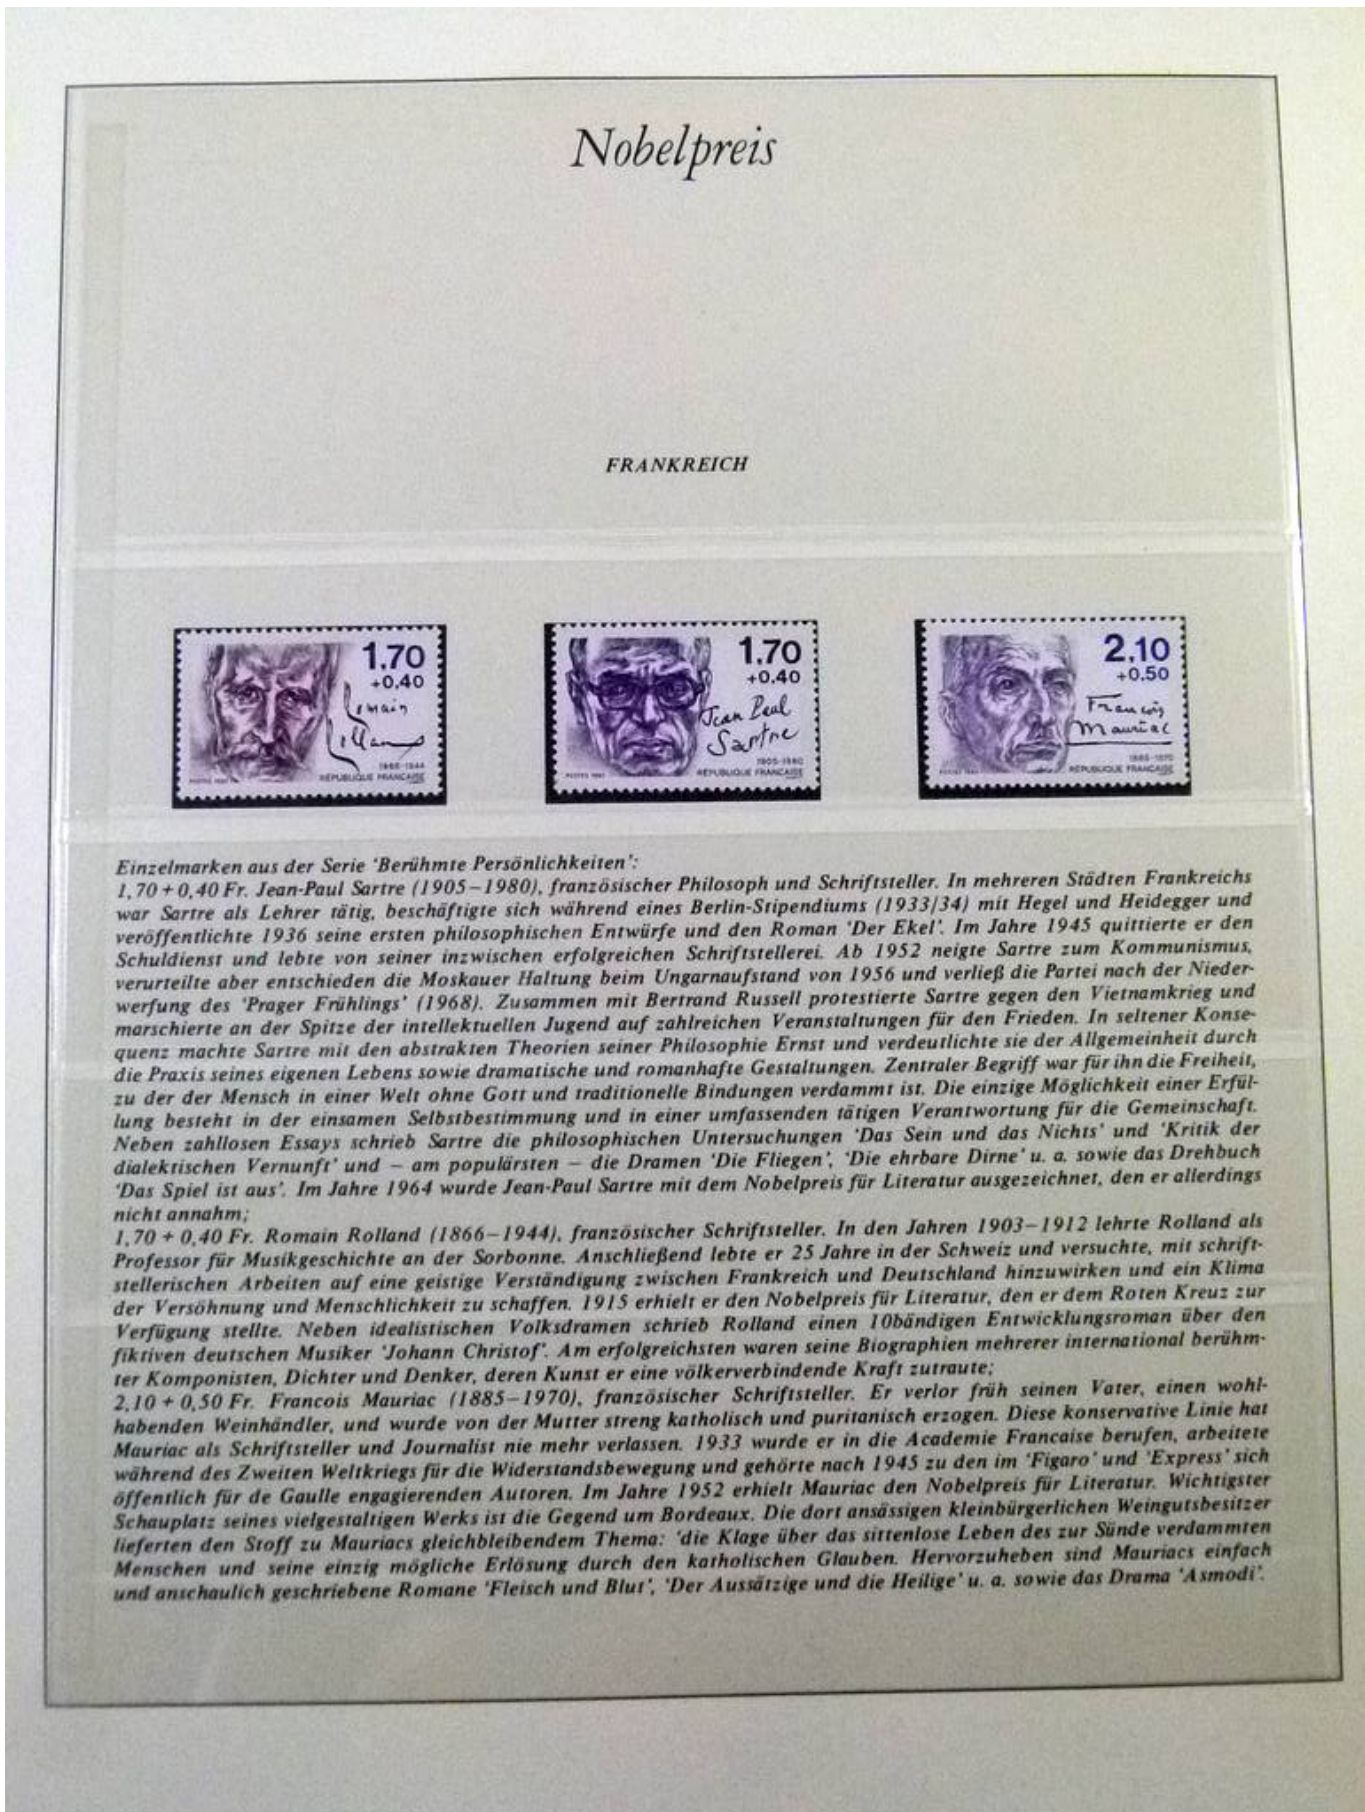 Nobelpreis
FRANKREICH
1,70
+0,40
Romain
Rolland
1866-1944
RÉPUBLIQUE FRANÇAISE
1,70
+0,40
Jean Paul
Sartre
1905-1980
RÉPUBLIQUE FRANÇAISE
2,10
+0,50
François
Mauriac
1885-1970
RÉPUBLIQUE FRANÇAISE
Einzelmarken aus der Serie 'Berühmte Persönlichkeiten':
1,70 + 0,40 Fr. Jean-Paul Sartre (1905–1980), französischer Philosoph und Schriftsteller. In mehreren Städten Frankreichs
war Sartre als Lehrer tätig, beschäftigte sich während eines Berlin-Stipendiums (1933/34) mit Hegel und Heidegger und
veröffentlichte 1936 seine ersten philosophischen Entwürfe und den Roman 'Der Ekel'. Im Jahre 1945 quittierte er den
Schuldienst und lebte von seiner inzwischen erfolgreichen Schriftstellerei. Ab 1952 neigte Sartre zum Kommunismus,
verurteilte aber entschieden die Moskauer Haltung beim Ungarnaufstand von 1956 und verließ die Partei nach der Nieder-
werfung des 'Prager Frühlings' (1968). Zusammen mit Bertrand Russell protestierte Sartre gegen den Vietnamkrieg und
marschierte an der Spitze der intellektuellen Jugend auf zahlreichen Veranstaltungen für den Frieden. In seltener Konse-
quenz machte Sartre mit den abstrakten Theorien seiner Philosophie Ernst und verdeutlichte sie der Allgemeinheit durch
die Praxis seines eigenen Lebens sowie dramatische und romanhafte Gestaltungen. Zentraler Begriff war für ihn die Freiheit,
zu der der Mensch in einer Welt ohne Gott und traditionelle Bindungen verdammt ist. Die einzige Möglichkeit einer Erfül-
lung besteht in der einsamen Selbstbestimmung und in einer umfassenden tätigen Verantwortung für die Gemeinschaft.
Neben zahllosen Essays schrieb Sartre die philosophischen Untersuchungen 'Das Sein und das Nichts' und 'Kritik der
dialektischen Vernunft' und – am populärsten – die Dramen 'Die Fliegen', 'Die ehrbare Dirne' u. a. sowie das Drehbuch
'Das Spiel ist aus'. Im Jahre 1964 wurde Jean-Paul Sartre mit dem Nobelpreis für Literatur ausgezeichnet, den er allerdings
nicht annahm;
1,70 + 0,40 Fr. Romain Rolland (1866–1944), französischer Schriftsteller. In den Jahren 1903–1912 lehrte Rolland als
Professor für Musikgeschichte an der Sorbonne. Anschließend lebte er 25 Jahre in der Schweiz und versuchte, mit schrift-
stellerischen Arbeiten auf eine geistige Verständigung zwischen Frankreich und Deutschland hinzuwirken und ein Klima
der Versöhnung und Menschlichkeit zu schaffen. 1915 erhielt er den Nobelpreis für Literatur, den er dem Roten Kreuz zur
Verfügung stellte. Neben idealistischen Volksdramen schrieb Rolland einen 10bändigen Entwicklungsroman über den
fiktiven deutschen Musiker 'Johann Christof'. Am erfolgreichsten waren seine Biographien mehrerer international berühm-
ter Komponisten, Dichter und Denker, deren Kunst er eine völkerverbindende Kraft zutraute;
2,10 + 0,50 Fr. Francois Mauriac (1885–1970), französischer Schriftsteller. Er verlor früh seinen Vater, einen wohl-
habenden Weinhändler, und wurde von der Mutter streng katholisch und puritanisch erzogen. Diese konservative Linie hat
Mauriac als Schriftsteller und Journalist nie mehr verlassen. 1933 wurde er in die Academie Francaise berufen, arbeitete
während des Zweiten Weltkriegs für die Widerstandsbewegung und gehörte nach 1945 zu den im 'Figaro' und 'Express' sich
öffentlich für de Gaulle engagierenden Autoren. Im Jahre 1952 erhielt Mauriac den Nobelpreis für Literatur. Wichtigster
Schauplatz seines vielgestaltigen Werks ist die Gegend um Bordeaux. Die dort ansässigen kleinbürgerlichen Weingutsbesitzer
lieferten den Stoff zu Mauriacs gleichbleibendem Thema: 'die Klage über das sittenlose Leben des zur Sünde verdammten
Menschen und seine einzig mögliche Erlösung durch den katholischen Glauben. Hervorzuheben sind Mauriacs einfach
und anschaulich geschriebene Romane 'Fleisch und Blut', 'Der Aussätzige und die Heilige' u. a. sowie das Drama 'Asmodi'.